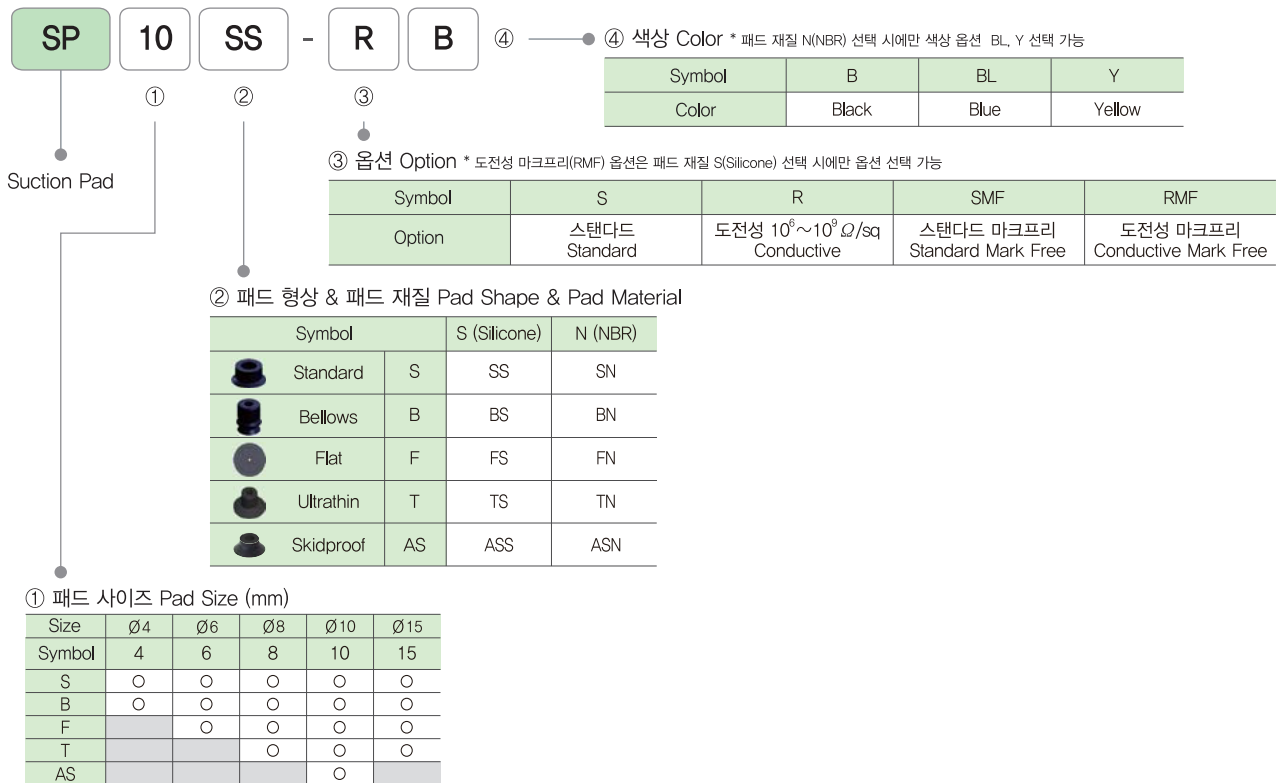 SP 10 SS - R B ④
① ② ③
Suction Pad
④ 색상 Color * 패드 재질 N(NBR) 선택 시에만 색상 옵션 BL, Y 선택 가능
Symbol B BL Y
Color Black Blue Yellow
③ 옵션 Option * 도전성 마크프리(RMF) 옵션은 패드 재질 S(Silicone) 선택 시에만 옵션 선택 가능
Symbol S R SMF RMF
Option 스탠다드 도전성 10⁶~10⁹Ω/sq 스탠다드 마크프리 도전성 마크프리
Standard Conductive Standard Mark Free Conductive Mark Free
② 패드 형상 & 패드 재질 Pad Shape & Pad Material
Symbol S (Silicone) N (NBR)
Standard S SS SN
Bellows B BS BN
Flat F FS FN
Ultrathin T TS TN
Skidproof AS ASS ASN
① 패드 사이즈 Pad Size (mm)
Size Ø4 Ø6 Ø8 Ø10 Ø15
Symbol 4 6 8 10 15
S ○ ○ ○ ○ ○
B ○ ○ ○ ○ ○
F ○ ○ ○ ○
T ○ ○ ○
AS ○